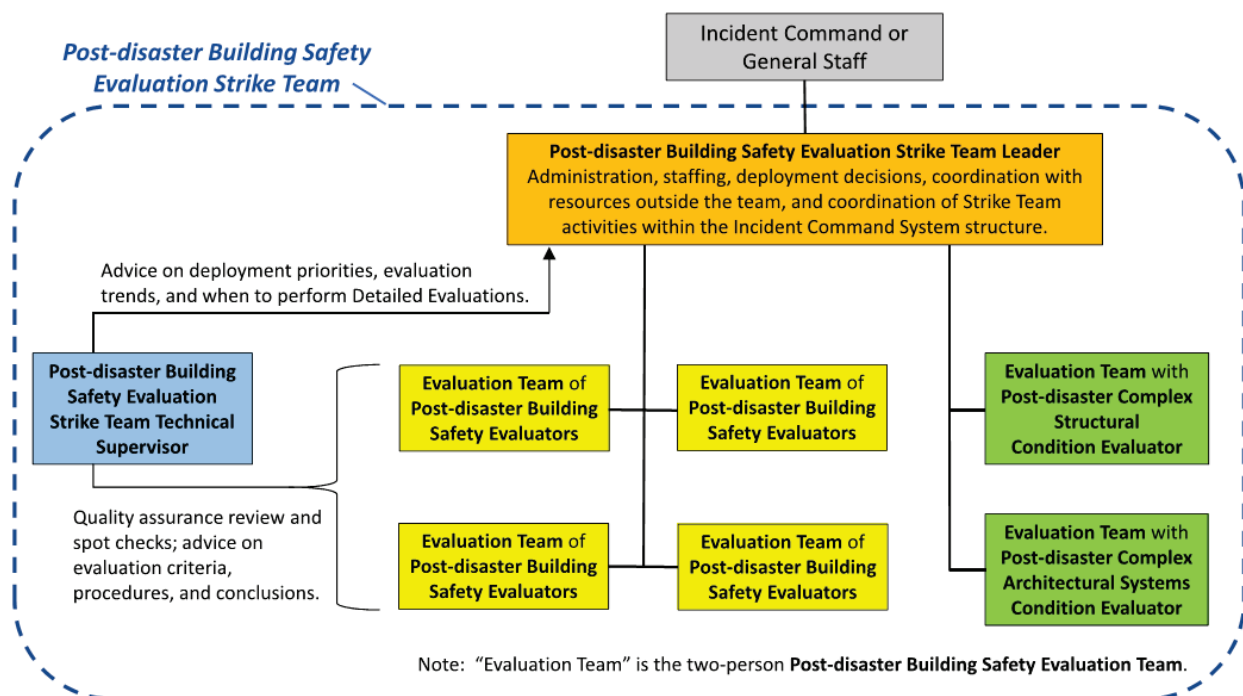 Post-disaster Building Safety
Evaluation Strike Team
Incident Command or
General Staff
Post-disaster Building Safety Evaluation Strike Team Leader
Administration, staffing, deployment decisions, coordination with
resources outside the team, and coordination of Strike Team
activities within the Incident Command System structure.
Advice on deployment priorities, evaluation
trends, and when to perform Detailed Evaluations.
Post-disaster Building
Safety Evaluation
Strike Team Technical
Supervisor
Evaluation Team of
Post-disaster Building
Safety Evaluators
Evaluation Team of
Post-disaster Building
Safety Evaluators
Evaluation Team with
Post-disaster Complex
Structural
Condition Evaluator
Quality assurance review and
spot checks; advice on
evaluation criteria,
procedures, and conclusions.
Evaluation Team of
Post-disaster Building
Safety Evaluators
Evaluation Team of
Post-disaster Building
Safety Evaluators
Evaluation Team with
Post-disaster Complex
Architectural Systems
Condition Evaluator
Note: “Evaluation Team” is the two-person Post-disaster Building Safety Evaluation Team.